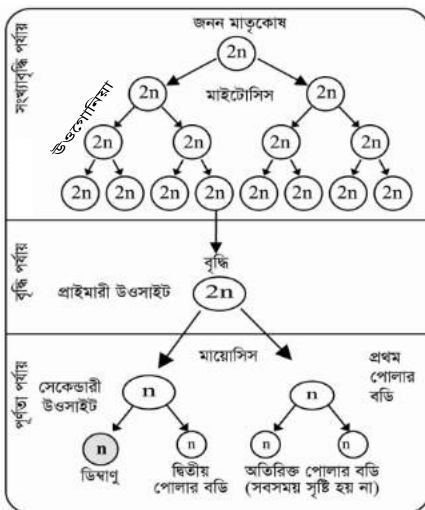 জনন মাতৃকোষ
2n
সংখ্যাবৃদ্ধি পর্যায়
উওগোনিয়া
2n 2n
মাইটোসিস
2n 2n 2n 2n
2n 2n 2n 2n 2n 2n 2n 2n
বৃদ্ধি পর্যায়
বৃদ্ধি
প্রাইমারী উওসাইট
2n
পূর্ণতা পর্যায়
মায়োসিস
সেকেন্ডারী
উওসাইট
n n
প্রথম
পোলার
বডি
n n n n
ডিম্বাণু
দ্বিতীয়
পোলার বডি
অতিরিক্ত পোলার বডি
(সবসময় সৃষ্টি হয় না)